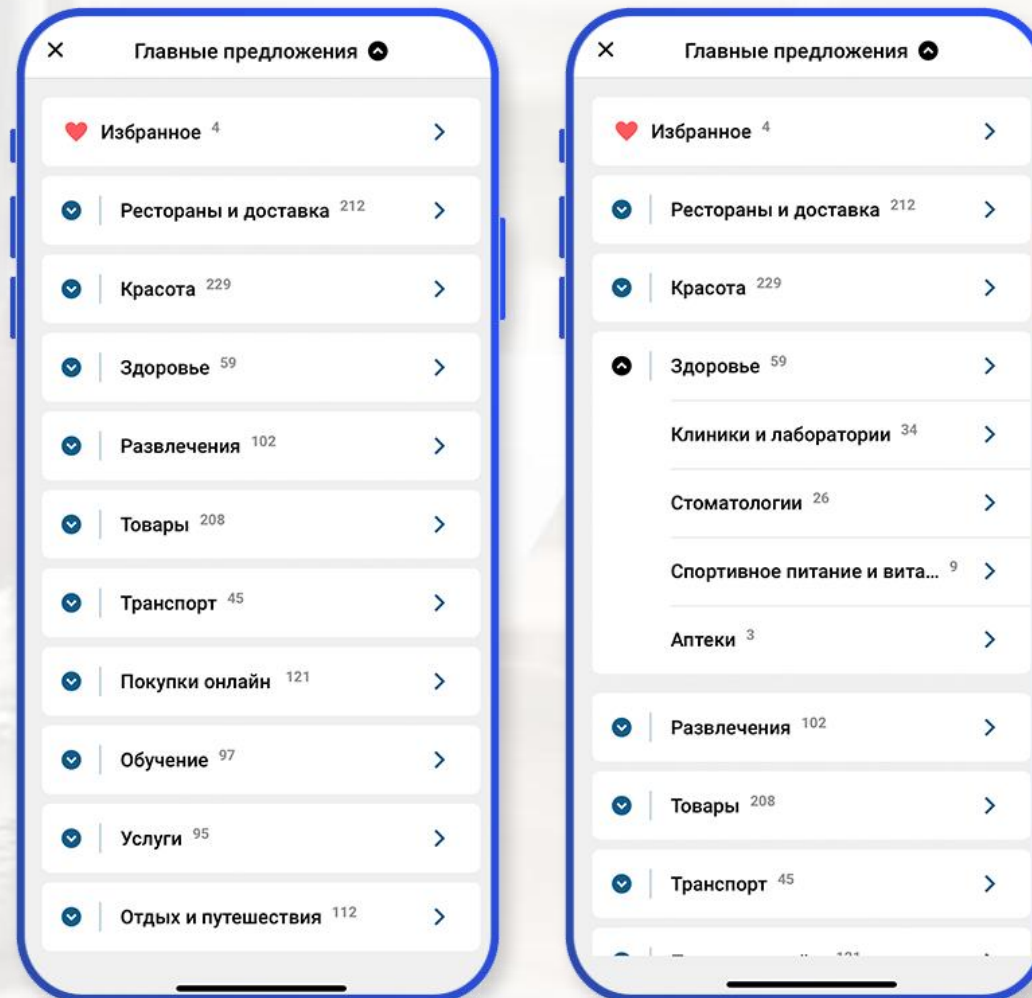 Главные предложения
Избранное 4
Рестораны и доставка 212
Красота 229
Здоровье 59
Развлечения 102
Товары 208
Транспорт 45
Покупки онлайн 121
Обучение 97
Услуги 95
Отдых и путешествия 112
Главные предложения
Избранное 4
Рестораны и доставка 212
Красота 229
Здоровье 59
Клиники и лаборатории 34
Стоматологии 26
Спортивное питание и вита... 9
Аптеки 3
Развлечения 102
Товары 208
Транспорт 45